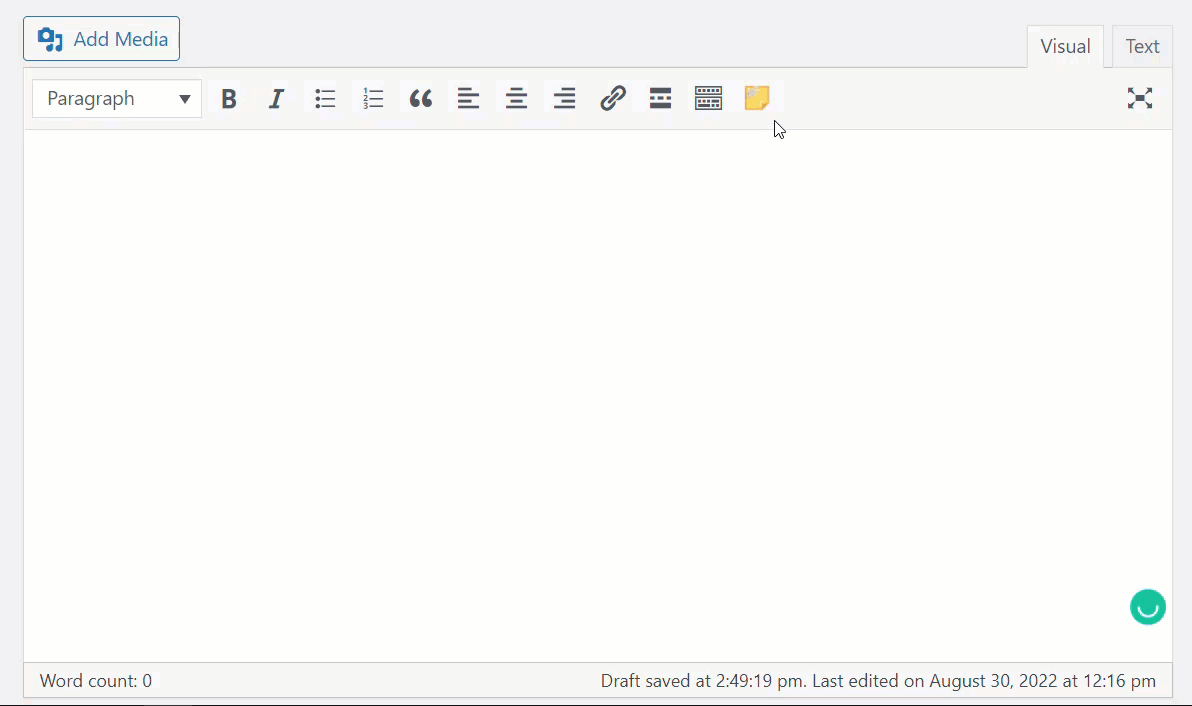 Add Media
Visual Text
Paragraph B I
Word count: 0
Draft saved at 2:49:19 pm. Last edited on August 30, 2022 at 12:16 pm